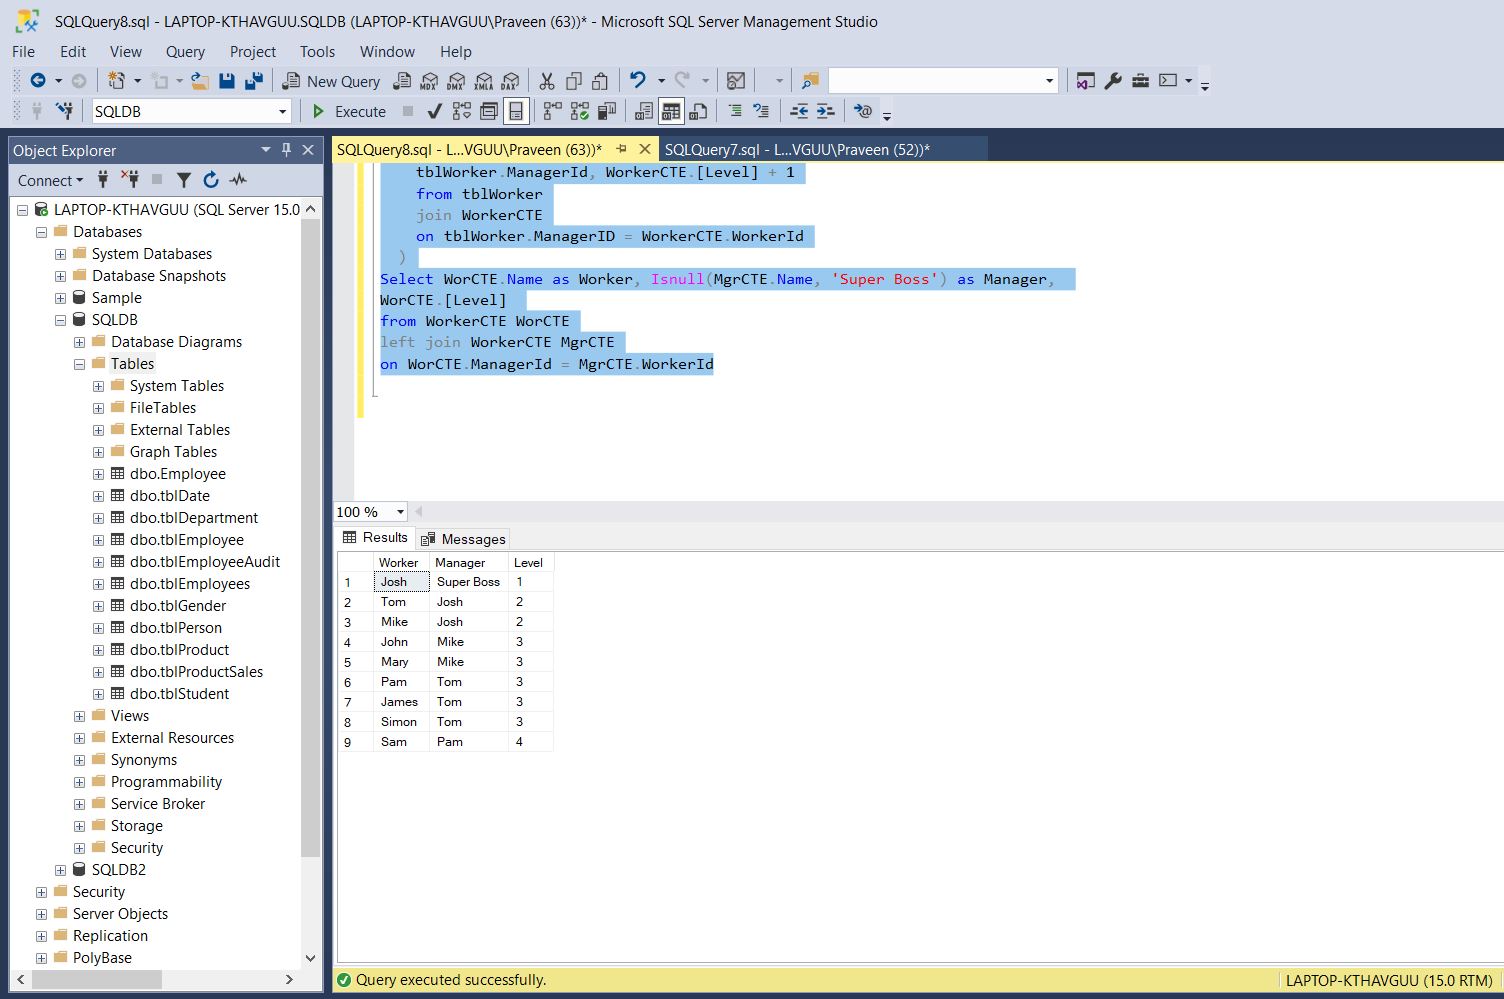 SQLQuery8.sql - LAPTOP-KTHAVGUU.SQLDB (LAPTOP-KTHAVGUU\Praveen (63))* - Microsoft SQL Server Management Studio
File Edit View Query Project Tools Window Help
New Query MDX DMX XMLA DAX
SQLDB Execute
Object Explorer
Connect
LAPTOP-KTHAVGUU (SQL Server 15.0
Databases
System Databases
Database Snapshots
Sample
SQLDB
Database Diagrams
Tables
System Tables
FileTables
External Tables
Graph Tables
dbo.Employee
dbo.tblDate
dbo.tblDepartment
dbo.tblEmployee
dbo.tblEmployeeAudit
dbo.tblEmployees
dbo.tblGender
dbo.tblPerson
dbo.tblProduct
dbo.tblProductSales
dbo.tblStudent
Views
External Resources
Synonyms
Programmability
Service Broker
Storage
Security
SQLDB2
Security
Server Objects
Replication
PolyBase
SQLQuery8.sql - L...VGUU\Praveen (63))* SQLQuery7.sql - L...VGUU\Praveen (52))*
tblWorker.ManagerId, WorkerCTE.[Level] + 1
from tblWorker
join WorkerCTE
on tblWorker.ManagerID = WorkerCTE.WorkerId
)
Select WorCTE.Name as Worker, Isnull(MgrCTE.Name, 'Super Boss') as Manager,
WorCTE.[Level]
from WorkerCTE WorCTE
left join WorkerCTE MgrCTE
on WorCTE.ManagerId = MgrCTE.WorkerId
100 %
Results Messages
Worker Manager Level
1 Josh Super Boss 1
2 Tom Josh 2
3 Mike Josh 2
4 John Mike 3
5 Mary Mike 3
6 Pam Tom 3
7 James Tom 3
8 Simon Tom 3
9 Sam Pam 4
Query executed successfully. LAPTOP-KTHAVGUU (15.0 RTM)